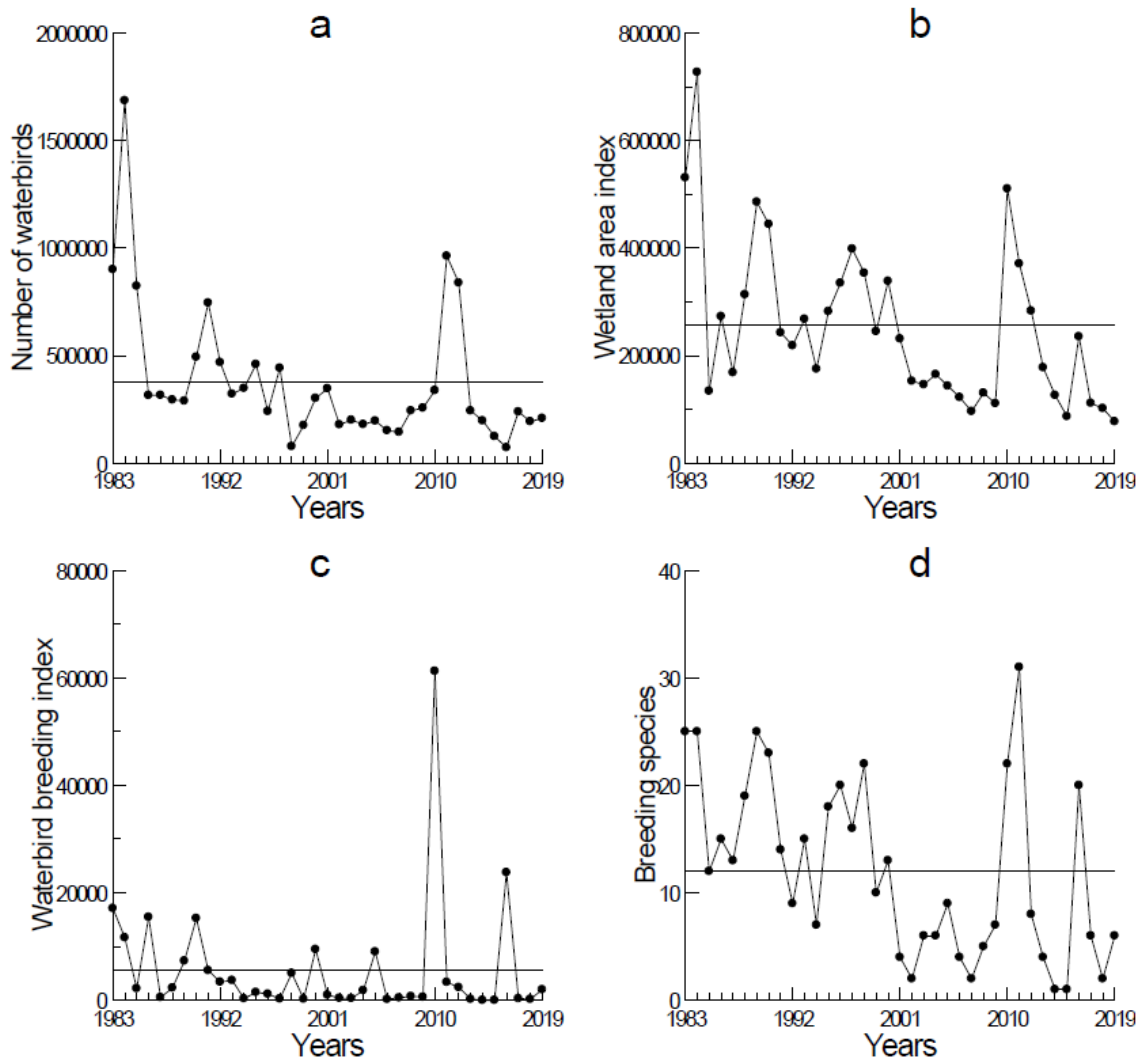 a
2000000
1500000
1000000
500000
0
Number of waterbirds
1983 1992 2001 2010 2019
Years
b
800000
600000
400000
200000
0
Wetland area index
1983 1992 2001 2010 2019
Years
c
80000
60000
40000
20000
0
Waterbird breeding index
1983 1992 2001 2010 2019
Years
d
40
30
20
10
0
Breeding species
1983 1992 2001 2010 2019
Years